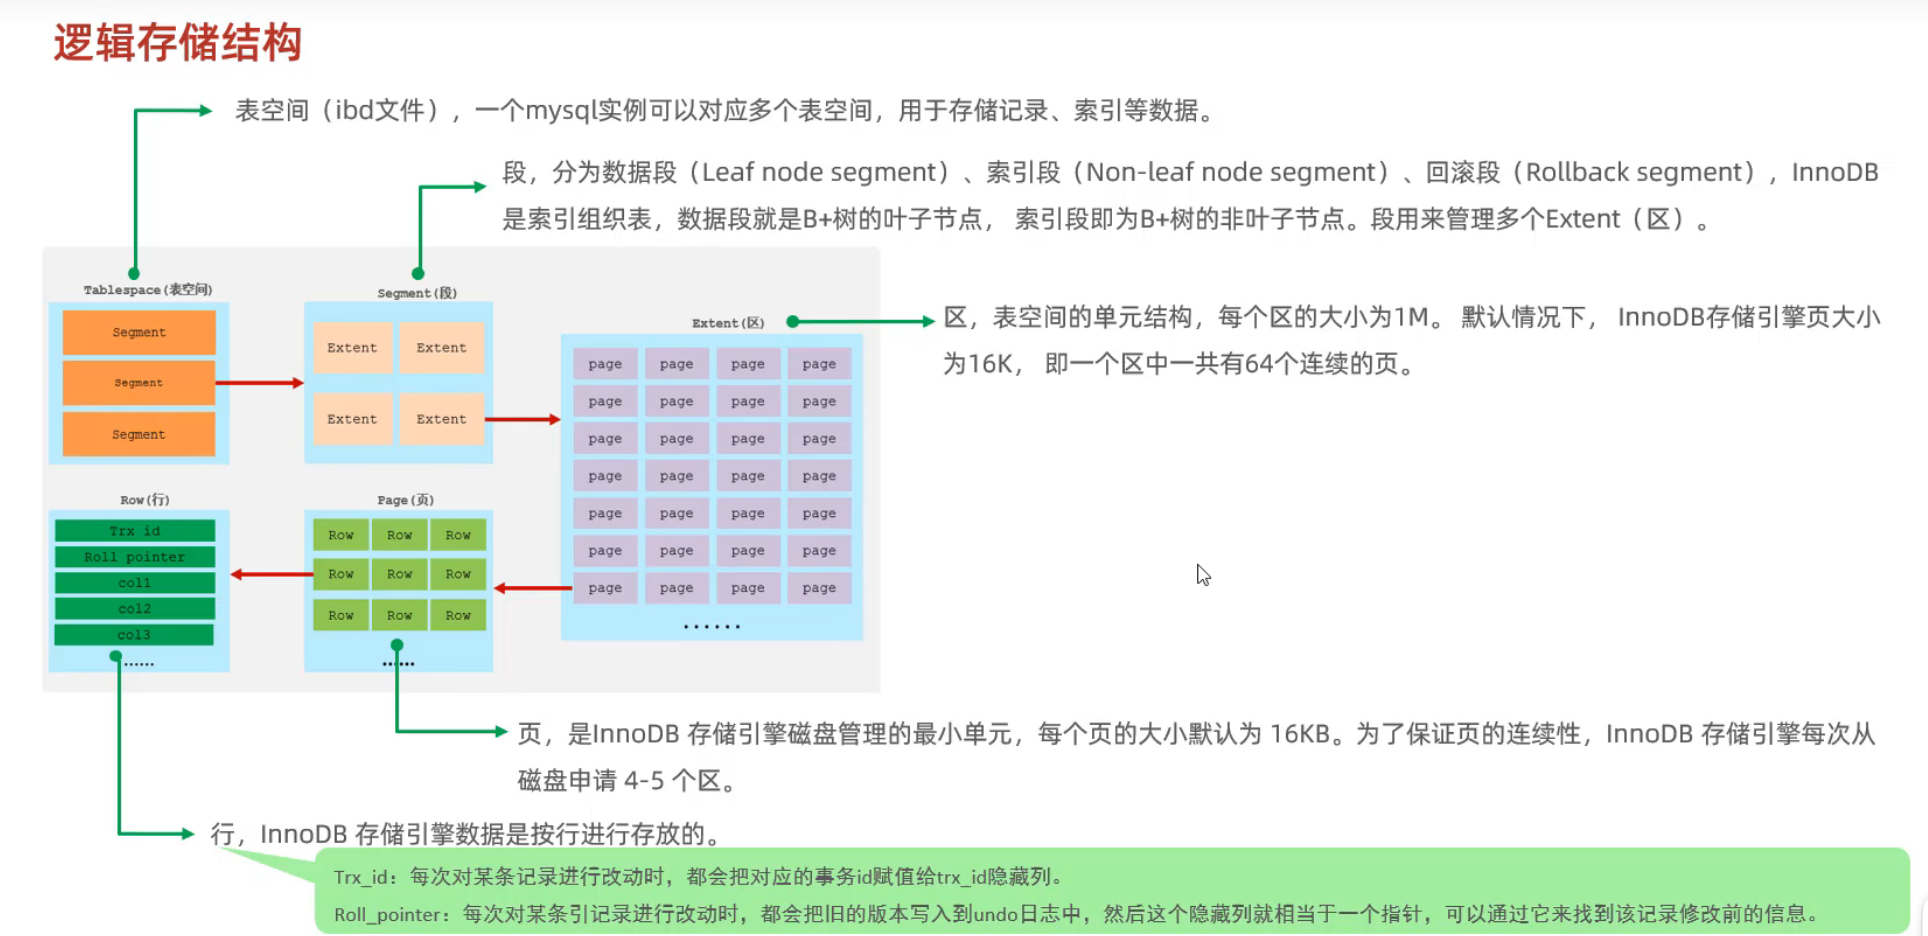 逻辑存储结构
表空间（ibd文件），一个mysql实例可以对应多个表空间，用于存储记录、索引等数据。
段，分为数据段（Leaf node segment）、索引段（Non-leaf node segment）、回滚段（Rollback segment），InnoDB
是索引组织表，数据段就是B+树的叶子节点， 索引段即为B+树的非叶子节点。段用来管理多个Extent（区）。
Tablespace(表空间)
Segment
Segment
Segment
Segment(段)
Extent Extent
Extent Extent
Extent(区)
page page page page
page page page page
page page page page
page page page page
page page page page
page page page page
page page page page
......
区，表空间的单元结构，每个区的大小为1M。 默认情况下， InnoDB存储引擎页大小
为16K， 即一个区中一共有64个连续的页。
Row(行)
Trx id
Roll pointer
col1
col2
col3
......
Page(页)
Row Row Row
Row Row Row
Row Row Row
......
页，是InnoDB 存储引擎磁盘管理的最小单元，每个页的大小默认为 16KB。为了保证页的连续性，InnoDB 存储引擎每次从
磁盘申请 4-5 个区。
行，InnoDB 存储引擎数据是按行进行存放的。
Trx_id：每次对某条记录进行改动时，都会把对应的事务id赋值给trx_id隐藏列。
Roll_pointer：每次对某条引记录进行改动时，都会把旧的版本写入到undo日志中，然后这个隐藏列就相当于一个指针，可以通过它来找到该记录修改前的信息。